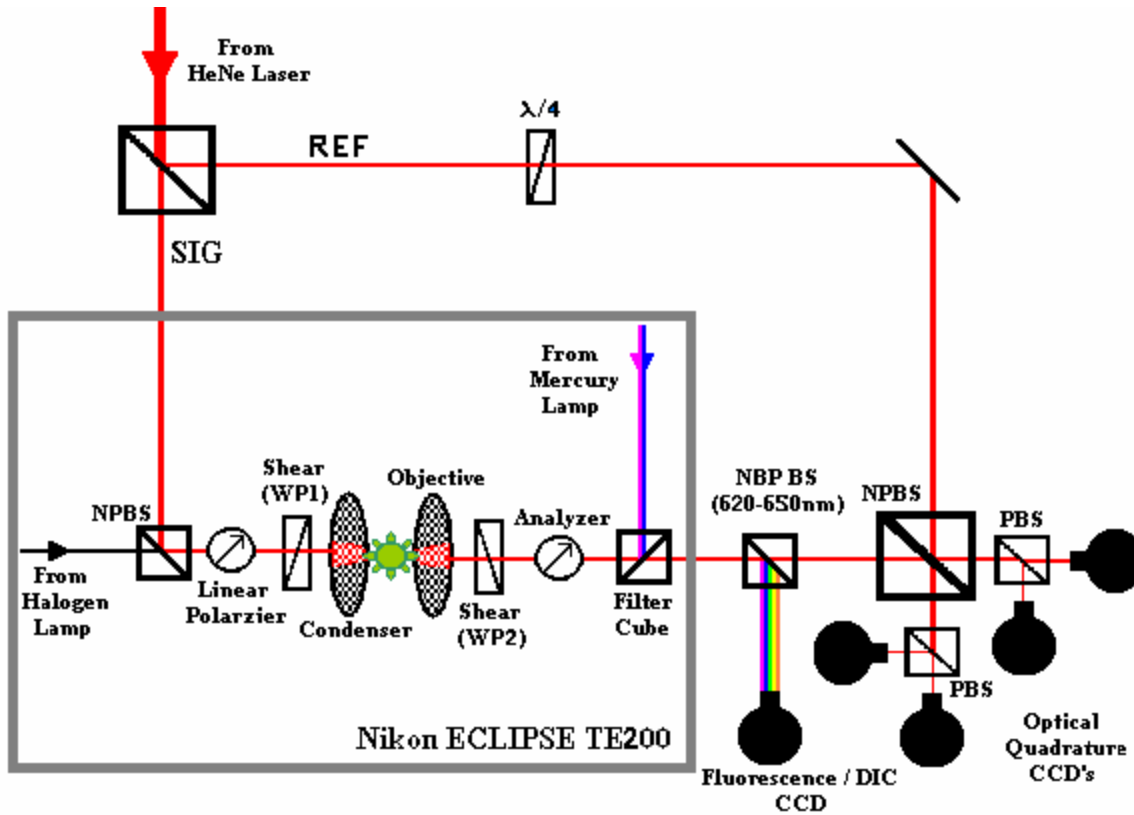 From
HeNe Laser
λ/4
REF
SIG
From
Mercury
Lamp
Shear
(WP1)
Objective
NBP BS
(620-650nm)
NPBS
NPBS
Analyzer
PBS
From
Halogen
Lamp
Linear
Polarzier
Condenser
Shear
(WP2)
Filter
Cube
PBS
Nikon ECLIPSE TE200
Optical
Quadrature
CCD's
Fluorescence / DIC
CCD